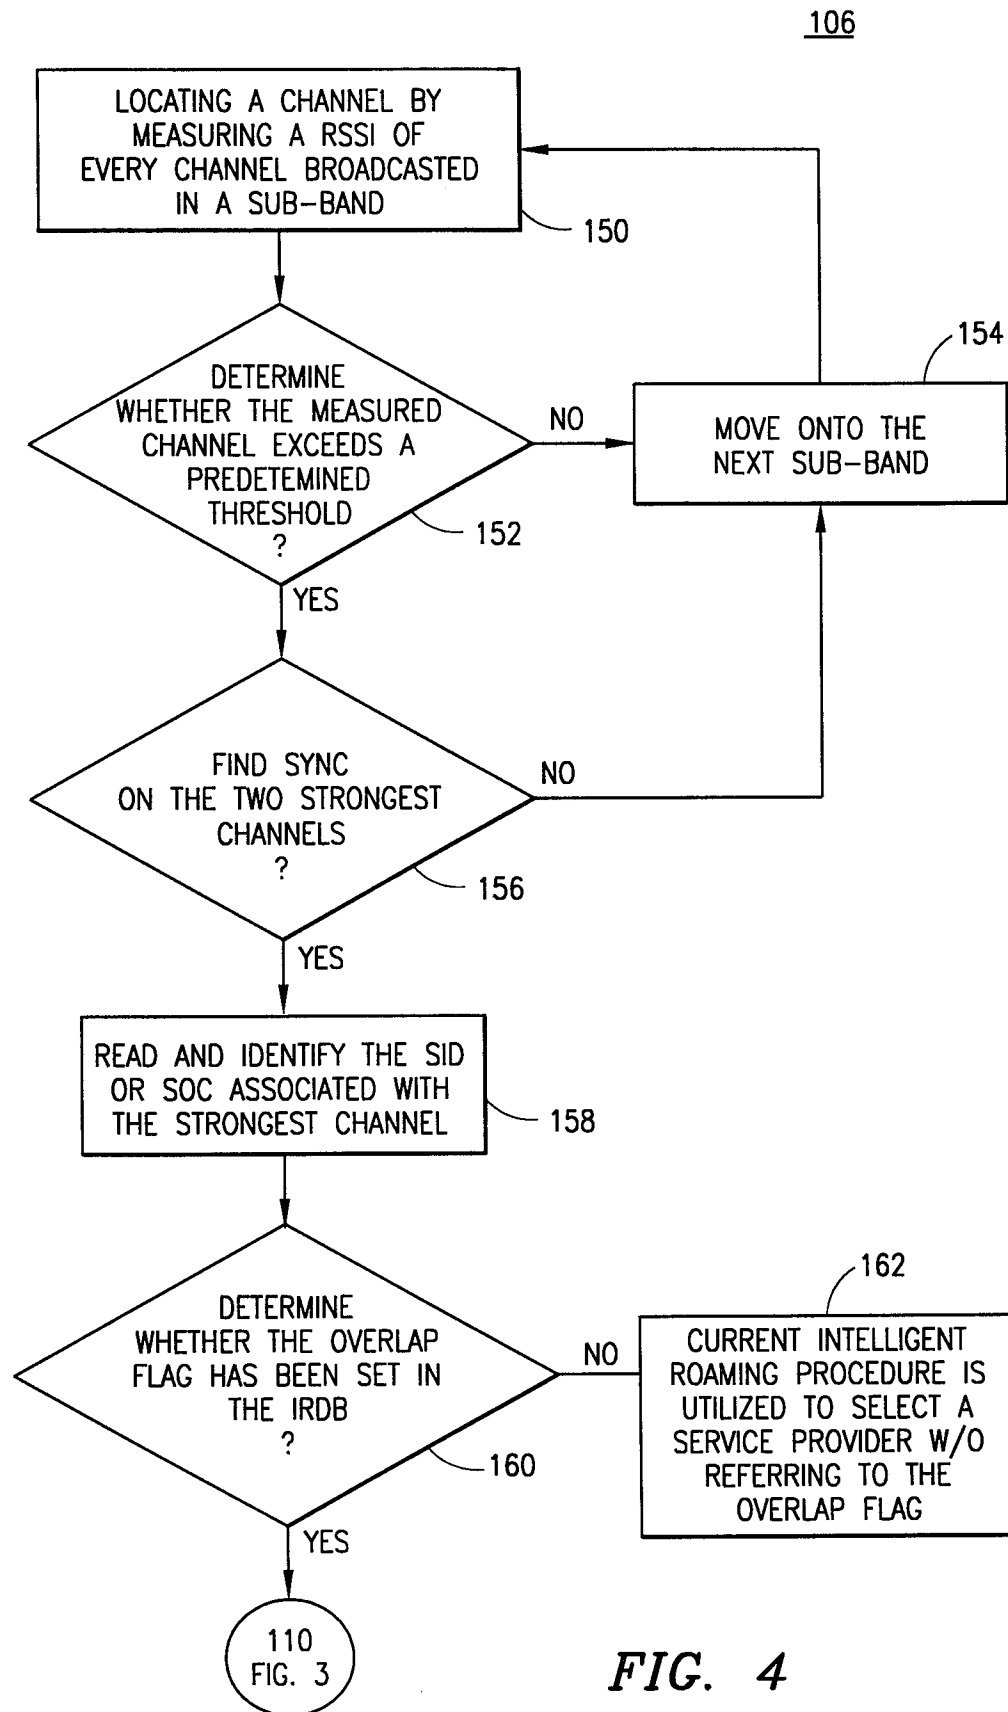 106
LOCATING A CHANNEL BY
MEASURING A RSSI OF
EVERY CHANNEL BROADCASTED
IN A SUB-BAND
150
DETERMINE
WHETHER THE MEASURED
CHANNEL EXCEEDS A
PREDETEMINED
THRESHOLD
?
152
NO
YES
154
MOVE ONTO THE
NEXT SUB-BAND
FIND SYNC
ON THE TWO STRONGEST
CHANNELS
?
156
NO
YES
READ AND IDENTIFY THE SID
OR SOC ASSOCIATED WITH
THE STRONGEST CHANNEL
158
DETERMINE
WHETHER THE OVERLAP
FLAG HAS BEEN SET IN
THE IRDB
?
160
NO
YES
162
CURRENT INTELLIGENT
ROAMING PROCEDURE IS
UTILIZED TO SELECT A
SERVICE PROVIDER W/O
REFERRING TO THE
OVERLAP FLAG
110
FIG. 3
FIG. 4